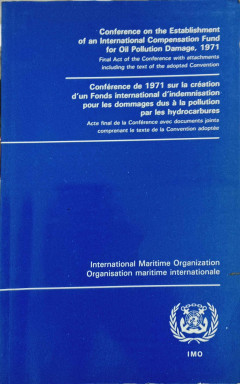 Conference on the Establishment
of an International Compensation Fund
for Oil Pollution Damage, 1971
Final Act of the Conference with attachments
including the text of the adopted Convention
Conférence de 1971 sur la création
d'un Fonds international d'indemnisation
pour les dommages dus à la pollution
par les hydrocarbures
Acte final de la Conférence avec documents joints
comprenant le texte de la Convention adoptée
International Maritime Organization
Organisation maritime internationale
IMO